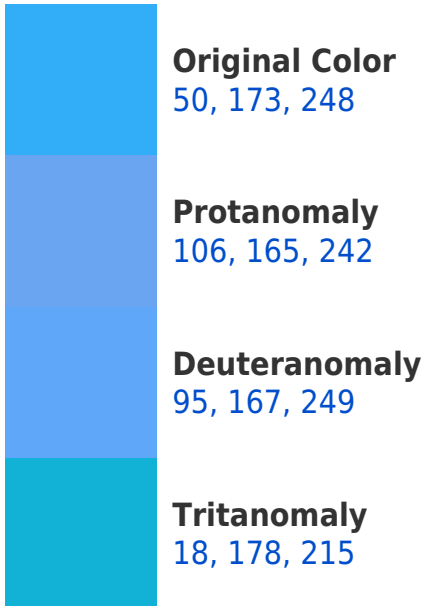 Original Color
50, 173, 248
Protanomaly
106, 165, 242
Deuteranomaly
95, 167, 249
Tritanomaly
18, 178, 215